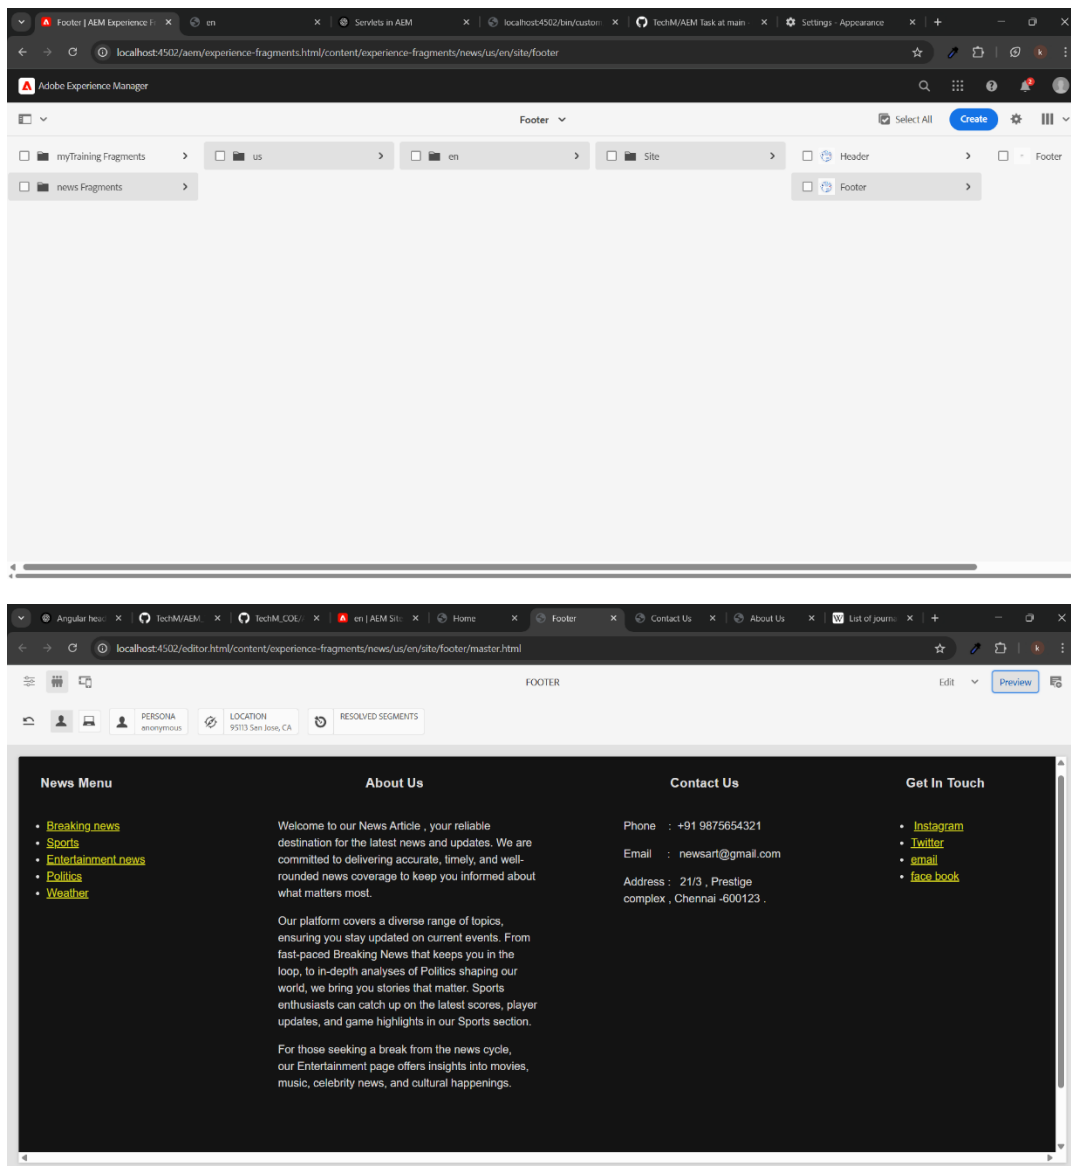 Footer | AEM Experience Fr
en
Servlets in AEM
localhost:4502/bin/custom
TechM/AEM Task at main ·
Settings - Appearance
localhost:4502/aem/experience-fragments.html/content/experience-fragments/news/us/en/site/footer
k
Adobe Experience Manager
Footer
Select All
Create
myTraining Fragments
us
en
Site
Header
Footer
news Fragments
Footer
Angular head
TechM/AEM_
TechM_COE/
en | AEM Site
Home
Footer
Contact Us
About Us
W List of journa
localhost:4502/editor.html/content/experience-fragments/news/us/en/site/footer/master.html
k
FOOTER
Edit
Preview
PERSONA
anonymous
LOCATION
95113 San Jose, CA
RESOLVED SEGMENTS
News Menu
Breaking news
Sports
Entertainment news
Politics
Weather
About Us
Welcome to our News Article , your reliable
destination for the latest news and updates. We are
committed to delivering accurate, timely, and well-
rounded news coverage to keep you informed about
what matters most.
Our platform covers a diverse range of topics,
ensuring you stay updated on current events. From
fast-paced Breaking News that keeps you in the
loop, to in-depth analyses of Politics shaping our
world, we bring you stories that matter. Sports
enthusiasts can catch up on the latest scores, player
updates, and game highlights in our Sports section.
For those seeking a break from the news cycle,
our Entertainment page offers insights into movies,
music, celebrity news, and cultural happenings.
Contact Us
Phone : +91 9875654321
Email : newsart@gmail.com
Address : 21/3 , Prestige
complex , Chennai -600123 .
Get In Touch
Instagram
Twitter
email
face book